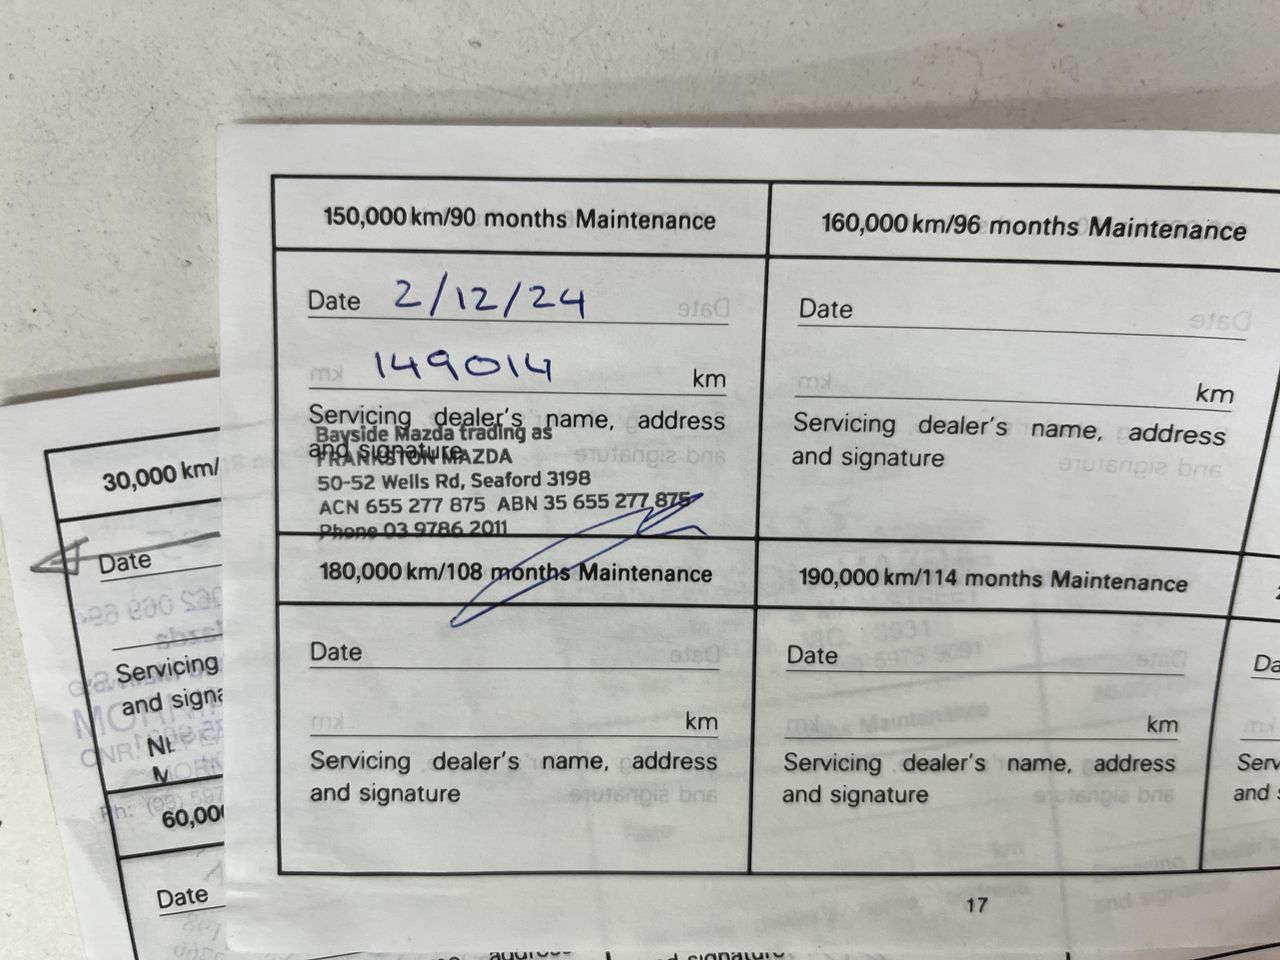 150,000 km/90 months Maintenance
160,000 km/96 months Maintenance
Date 2/12/24
Date
149014 km
km
Servicing dealer's name, address
and signature
Bayside Mazda trading as
FRANKSTON MAZDA
50-52 Wells Rd, Seaford 3198
ACN 655 277 875 ABN 35 655 277 875
Phone 03 9786 2011
Servicing dealer's name, address
and signature
180,000 km/108 months Maintenance
190,000 km/114 months Maintenance
Date
Date
km
km
Servicing dealer's name, address
and signature
Servicing dealer's name, address
and signature
Da
Serv
and
17
30,000 km/
Date
Servicing
and signa
60,00
Date